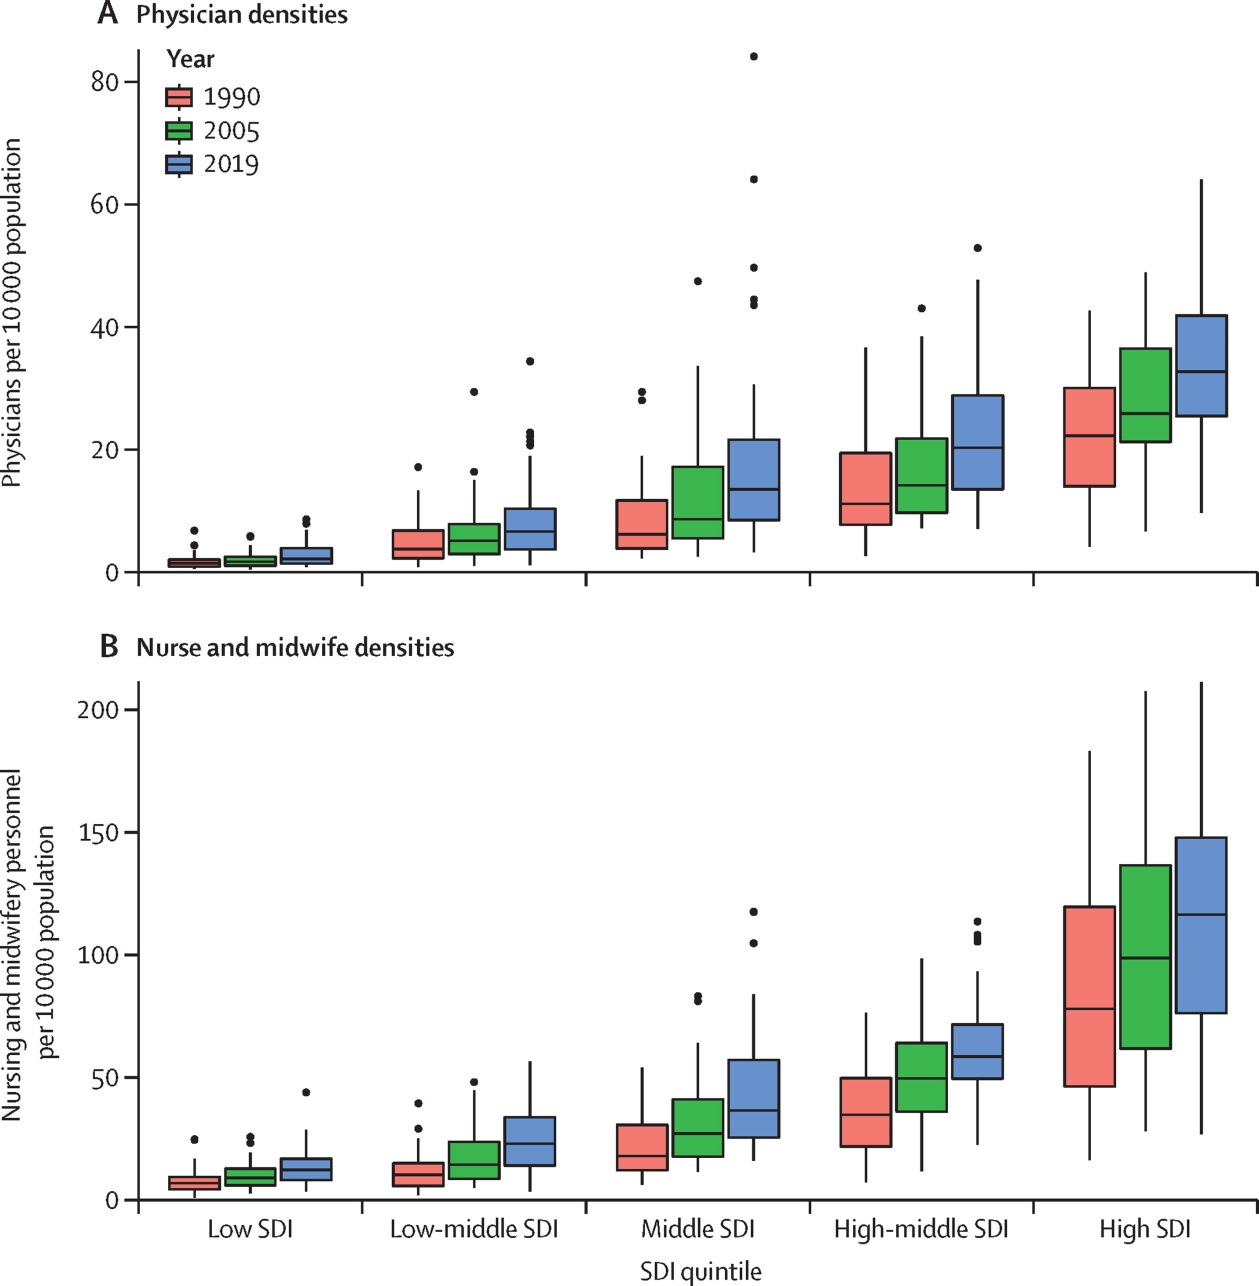 A Physician densities
Year
1990
2005
2019
Physicians per 10 000 population
80
60
40
20
0
B Nurse and midwife densities
Nursing and midwifery personnel
per 10 000 population
200
150
100
50
0
Low SDI
Low-middle SDI
Middle SDI
High-middle SDI
High SDI
SDI quintile